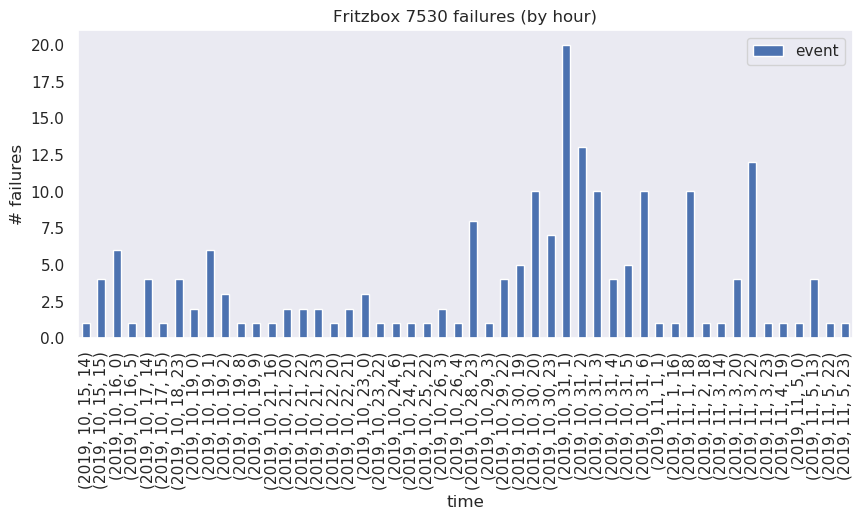 Fritzbox 7530 failures (by hour)
event
# failures
20.0
17.5
15.0
12.5
10.0
7.5
5.0
2.5
0.0
(2019, 10, 15, 14)
(2019, 10, 15, 15)
(2019, 10, 16, 0)
(2019, 10, 16, 5)
(2019, 10, 17, 14)
(2019, 10, 17, 15)
(2019, 10, 18, 23)
(2019, 10, 19, 0)
(2019, 10, 19, 1)
(2019, 10, 19, 2)
(2019, 10, 19, 8)
(2019, 10, 19, 9)
(2019, 10, 21, 16)
(2019, 10, 21, 20)
(2019, 10, 21, 22)
(2019, 10, 21, 23)
(2019, 10, 22, 20)
(2019, 10, 22, 21)
(2019, 10, 23, 0)
(2019, 10, 23, 22)
(2019, 10, 24, 6)
(2019, 10, 24, 21)
(2019, 10, 25, 22)
(2019, 10, 26, 3)
(2019, 10, 26, 4)
(2019, 10, 28, 23)
(2019, 10, 29, 3)
(2019, 10, 29, 22)
(2019, 10, 30, 19)
(2019, 10, 30, 20)
(2019, 10, 30, 23)
(2019, 10, 31, 1)
(2019, 10, 31, 2)
(2019, 10, 31, 3)
(2019, 10, 31, 4)
(2019, 10, 31, 5)
(2019, 10, 31, 6)
(2019, 11, 1, 1)
(2019, 11, 1, 16)
(2019, 11, 1, 18)
(2019, 11, 2, 18)
(2019, 11, 3, 14)
(2019, 11, 3, 20)
(2019, 11, 3, 22)
(2019, 11, 3, 23)
(2019, 11, 4, 19)
(2019, 11, 5, 0)
(2019, 11, 5, 13)
(2019, 11, 5, 22)
(2019, 11, 5, 23)
time